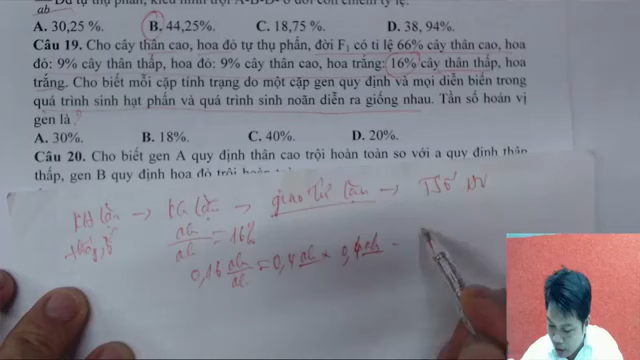 ab
A. 30,25 %. B. 44,25%. C. 18,75 %. D. 38, 94%.
Câu 19. Cho cây thân cao, hoa đỏ tự thụ phấn, đời F₁ có tỉ lệ 66% cây thân cao, hoa
đỏ: 9% cây thân thấp, hoa đỏ: 9% cây thân cao, hoa trắng: 16% cây thân thấp, hoa
trắng. Cho biết mỗi cặp tính trạng do một cặp gen quy định và mọi diễn biến trong
quá trình sinh hạt phấn và quá trình sinh noãn diễn ra giống nhau. Tần số hoán vị
gen là
A. 30%. B. 18%. C. 40%. D. 20%.
Câu 20. Cho biết gen A quy định thân cao trội hoàn toàn so với a quy định thân
thấp, gen B quy định hoa đỏ trội hoàn toàn
KH lặn → KG lặn → giao tử lặn → TSố HV
ab/ab = 16%
0,16 ab/ab = 0,4 ab × 0,4 ab